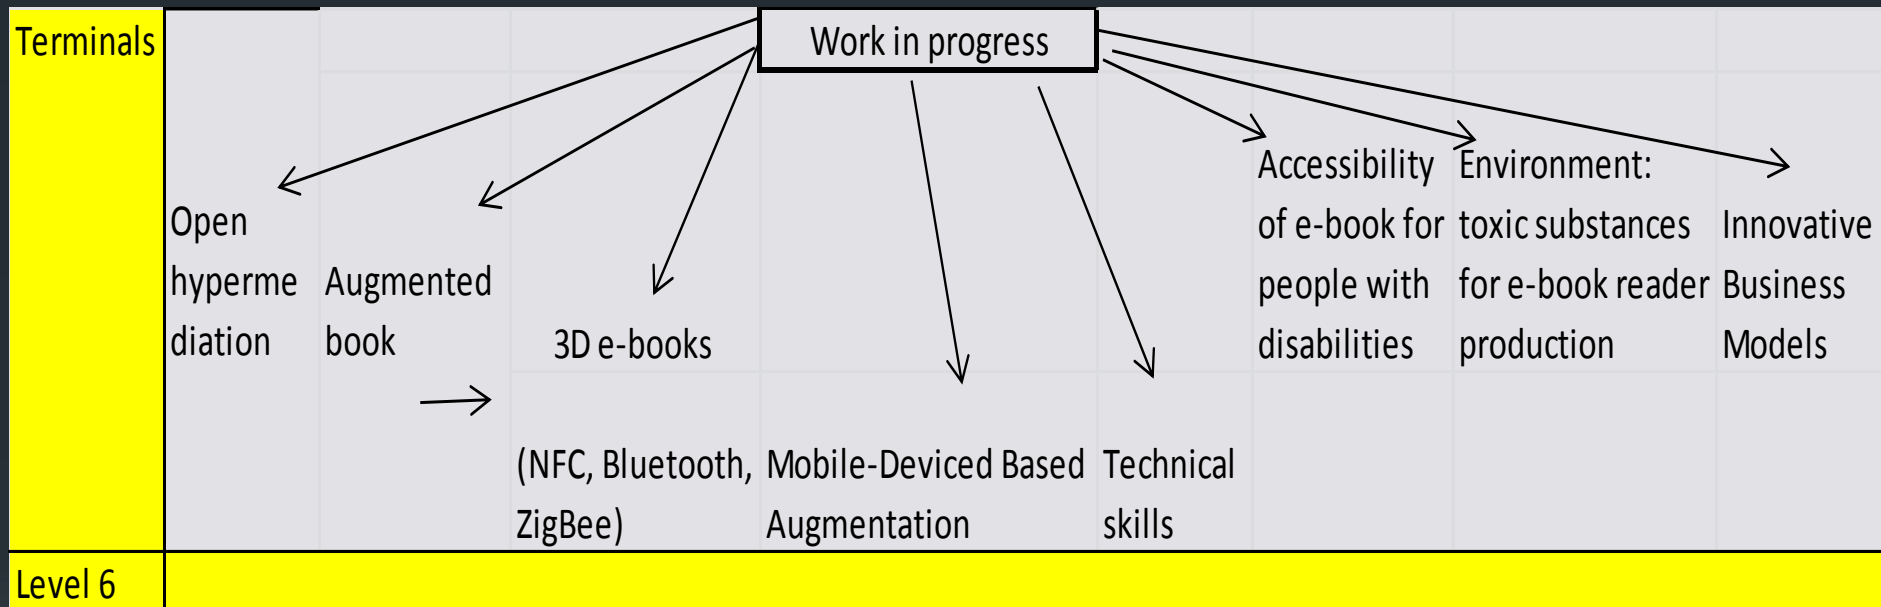 Terminals
Work in progress
Open
hyperme
diation
Augmented
book
3D e-books
(NFC, Bluetooth,
ZigBee)
Mobile-Deviced Based
Augmentation
Technical
skills
Accessibility
of e-book for
people with
disabilities
Environment:
toxic substances
for e-book reader
production
Innovative
Business
Models
Level 6